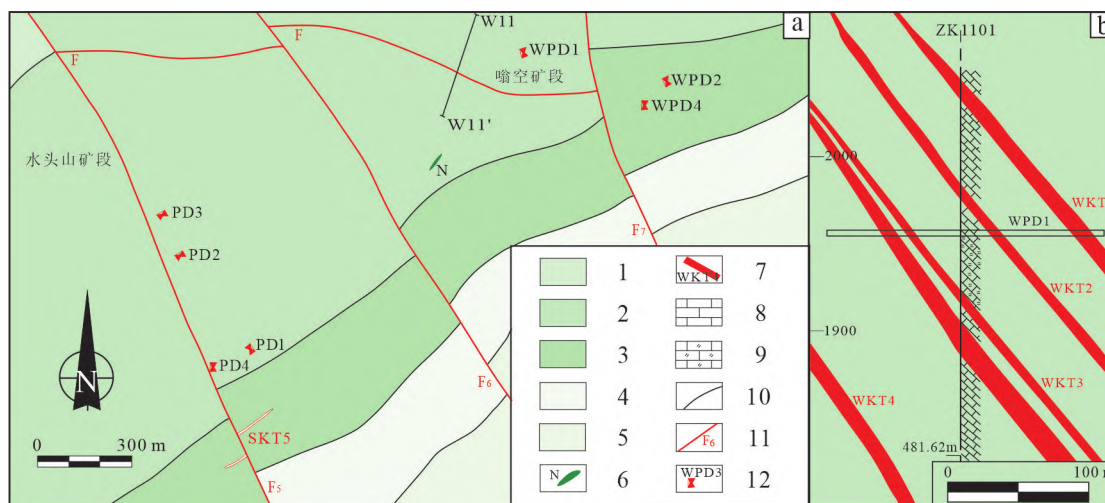 W11
a
F
F
WPD1
嗡空矿段
WPD2
WPD4
W11'
水头山矿段
N
PD3
PD2
F7
PD1
PD4
F6
N
SKT5
0 300 m
F5
1
2
3
4
5
N
6
WKT1
7
8
9
10
F6
11
WPD3
12
b
ZK1101
2000
WKT
WPD1
WKT2
1900
WKT3
WKT4
481.62m
0 100 m